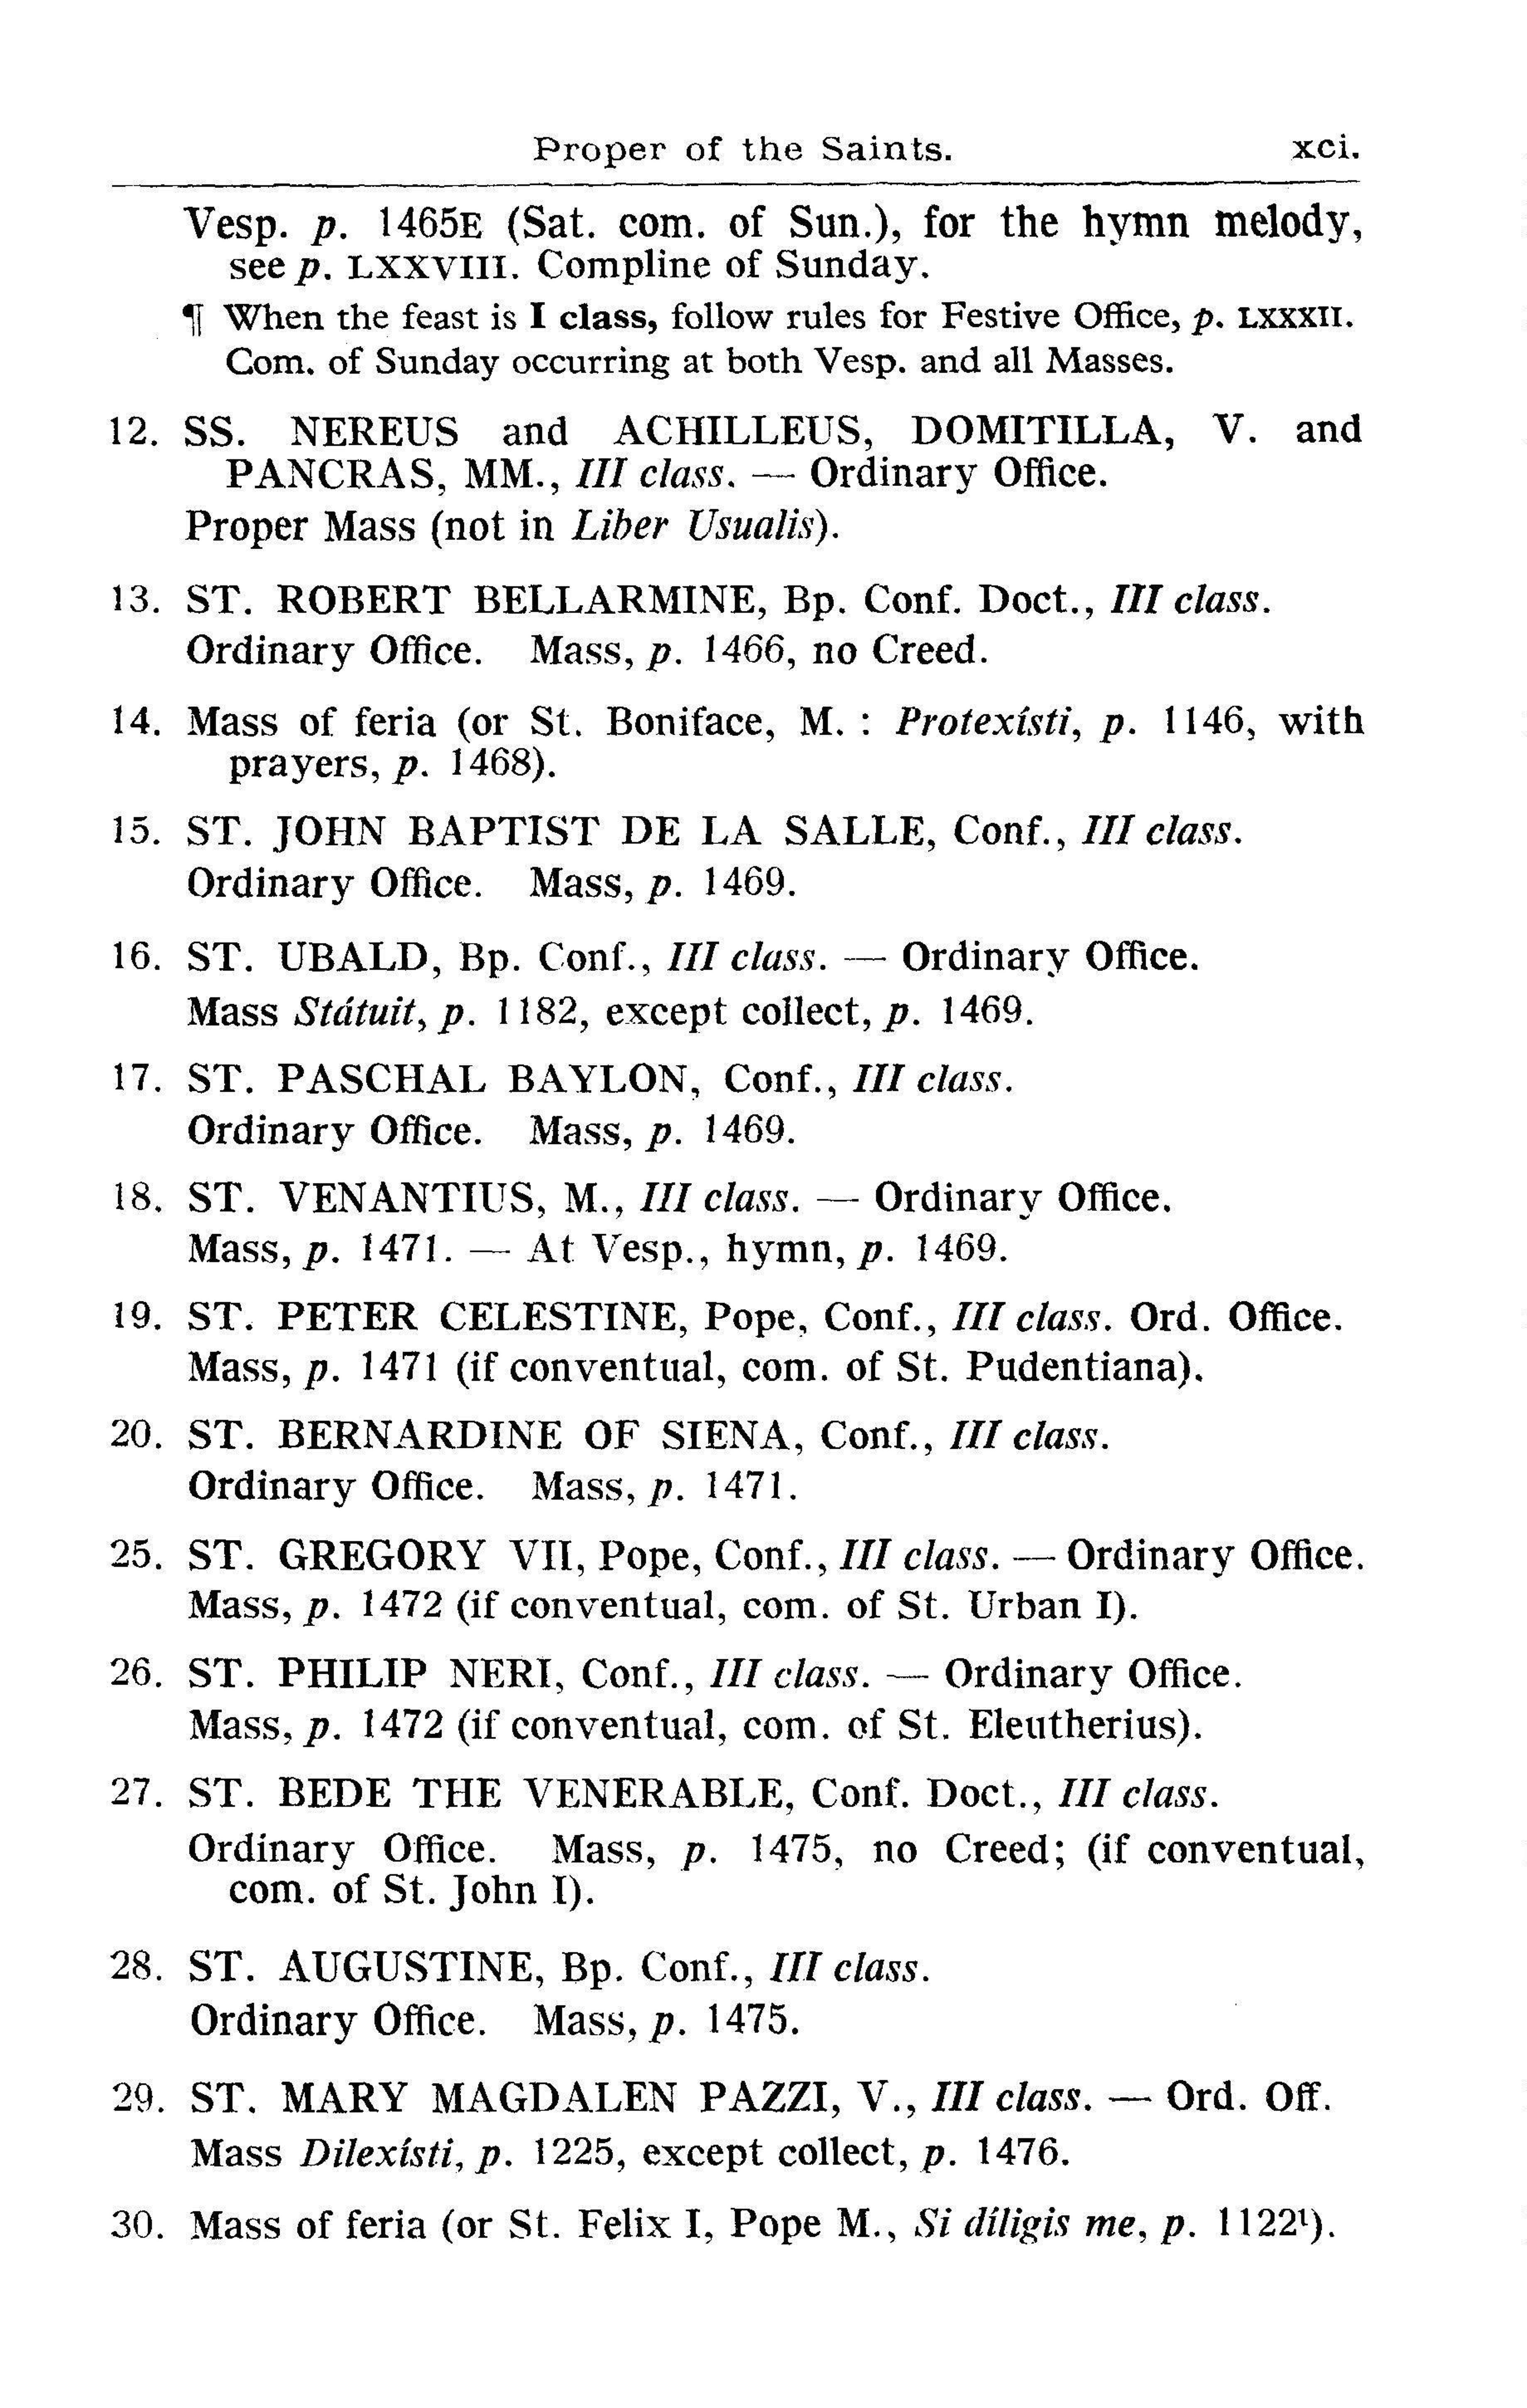 Proper of the Saints. xci.
Vesp. p. 1465E (Sat. com. of Sun.), for the hymn melody,
see p. LXXVIII. Compline of Sunday.
¶ When the feast is I class, follow rules for Festive Office, p. LXXXII.
Com. of Sunday occurring at both Vesp. and all Masses.
12. SS. NEREUS and ACHILLEUS, DOMITILLA, V. and
PANCRAS, MM., III class. — Ordinary Office.
Proper Mass (not in Liber Usualis).
13. ST. ROBERT BELLARMINE, Bp. Conf. Doct., III class.
Ordinary Office. Mass, p. 1466, no Creed.
14. Mass of feria (or St. Boniface, M. : Protexísti, p. 1146, with
prayers, p. 1468).
15. ST. JOHN BAPTIST DE LA SALLE, Conf., III class.
Ordinary Office. Mass, p. 1469.
16. ST. UBALD, Bp. Conf., III class. — Ordinary Office.
Mass Státuit, p. 1182, except collect, p. 1469.
17. ST. PASCHAL BAYLON, Conf., III class.
Ordinary Office. Mass, p. 1469.
18. ST. VENANTIUS, M., III class. — Ordinary Office.
Mass, p. 1471. — At Vesp., hymn, p. 1469.
19. ST. PETER CELESTINE, Pope, Conf., III class. Ord. Office.
Mass, p. 1471 (if conventual, com. of St. Pudentiana).
20. ST. BERNARDINE OF SIENA, Conf., III class.
Ordinary Office. Mass, p. 1471.
25. ST. GREGORY VII, Pope, Conf., III class. — Ordinary Office.
Mass, p. 1472 (if conventual, com. of St. Urban I).
26. ST. PHILIP NERI, Conf., III class. — Ordinary Office.
Mass, p. 1472 (if conventual, com. of St. Eleutherius).
27. ST. BEDE THE VENERABLE, Conf. Doct., III class.
Ordinary Office. Mass, p. 1475, no Creed; (if conventual,
com. of St. John I).
28. ST. AUGUSTINE, Bp. Conf., III class.
Ordinary Office. Mass, p. 1475.
29. ST. MARY MAGDALEN PAZZI, V., III class. — Ord. Off.
Mass Dilexísti, p. 1225, except collect, p. 1476.
30. Mass of feria (or St. Felix I, Pope M., Si díligis me, p. 1122¹).